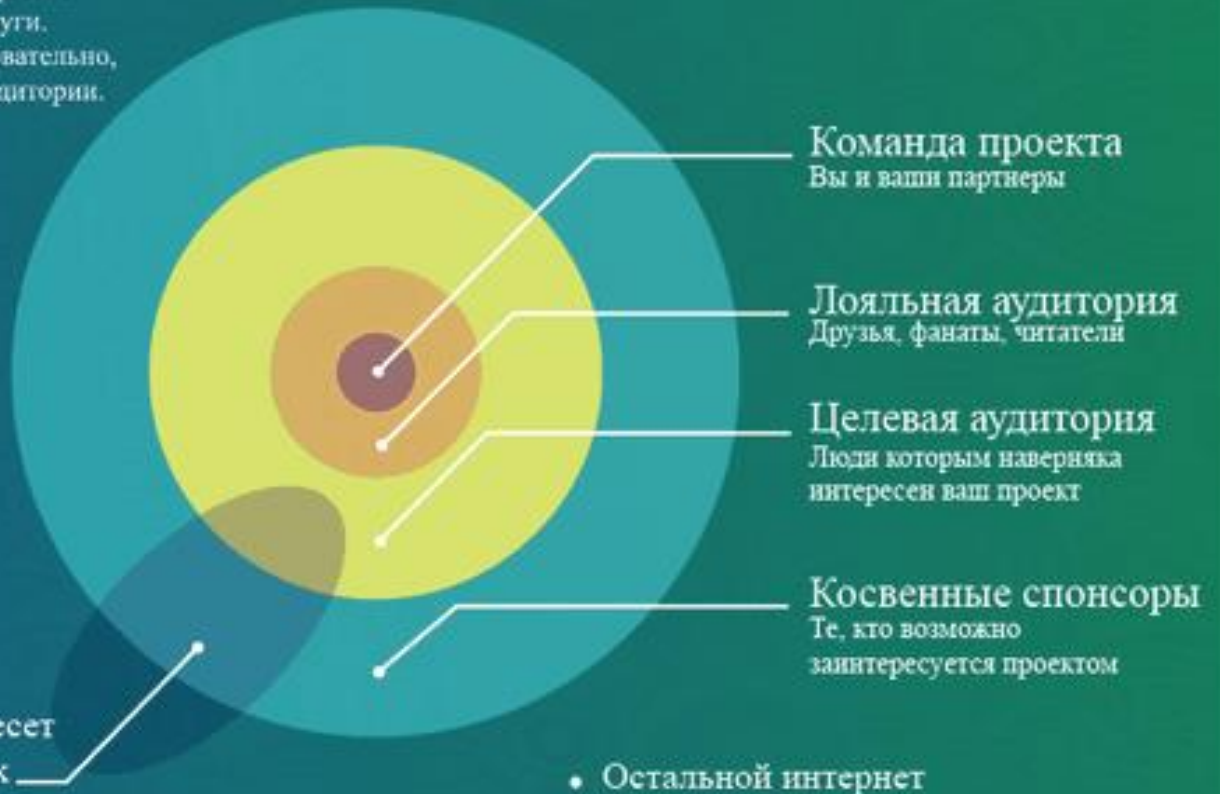 Команда проекта
Вы и ваши партнеры
Лояльная аудитория
Друзья, фанаты, читатели
Целевая аудитория
Люди которым наверняка
интересен ваш проект
Косвенные спонсоры
Те, кто возможно
заинтересуется проектом
• Остальной интернет